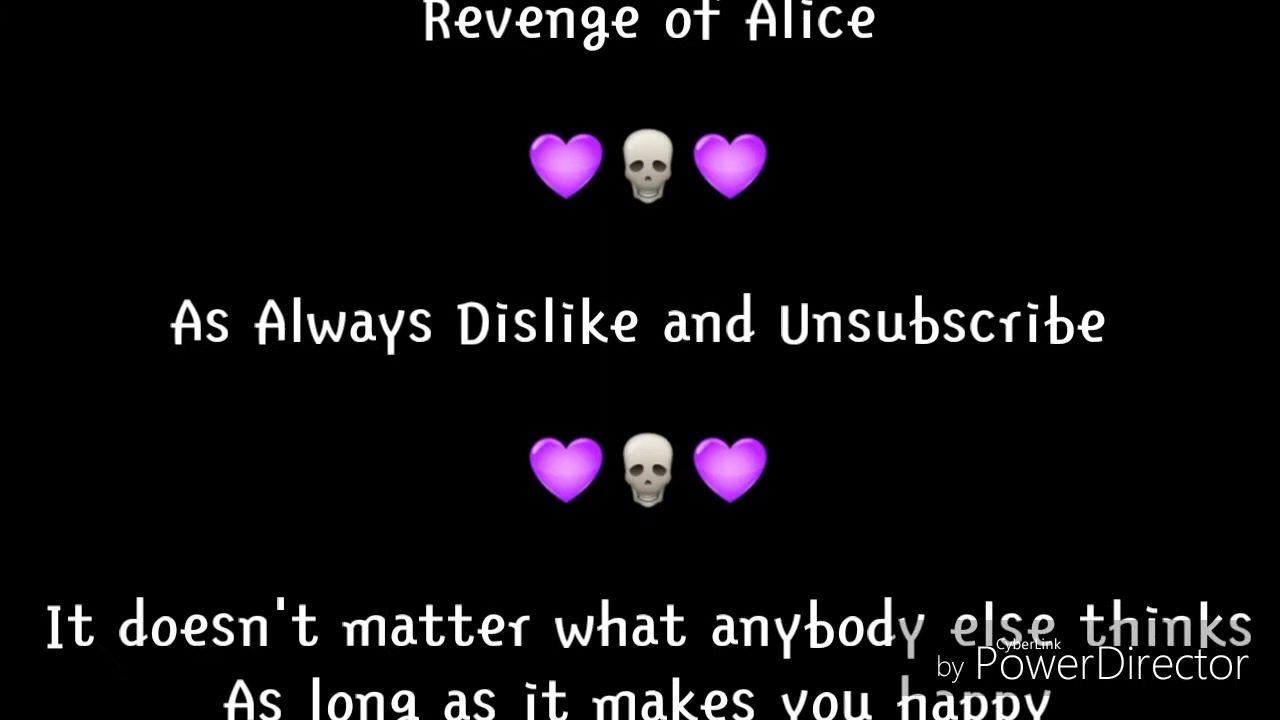 Revenge of Alice
💜💀💜
As Always Dislike and Unsubscribe
💜💀💜
It doesn't matter what anybody else thinks
CyberLink
by PowerDirector
As long as it makes you happy